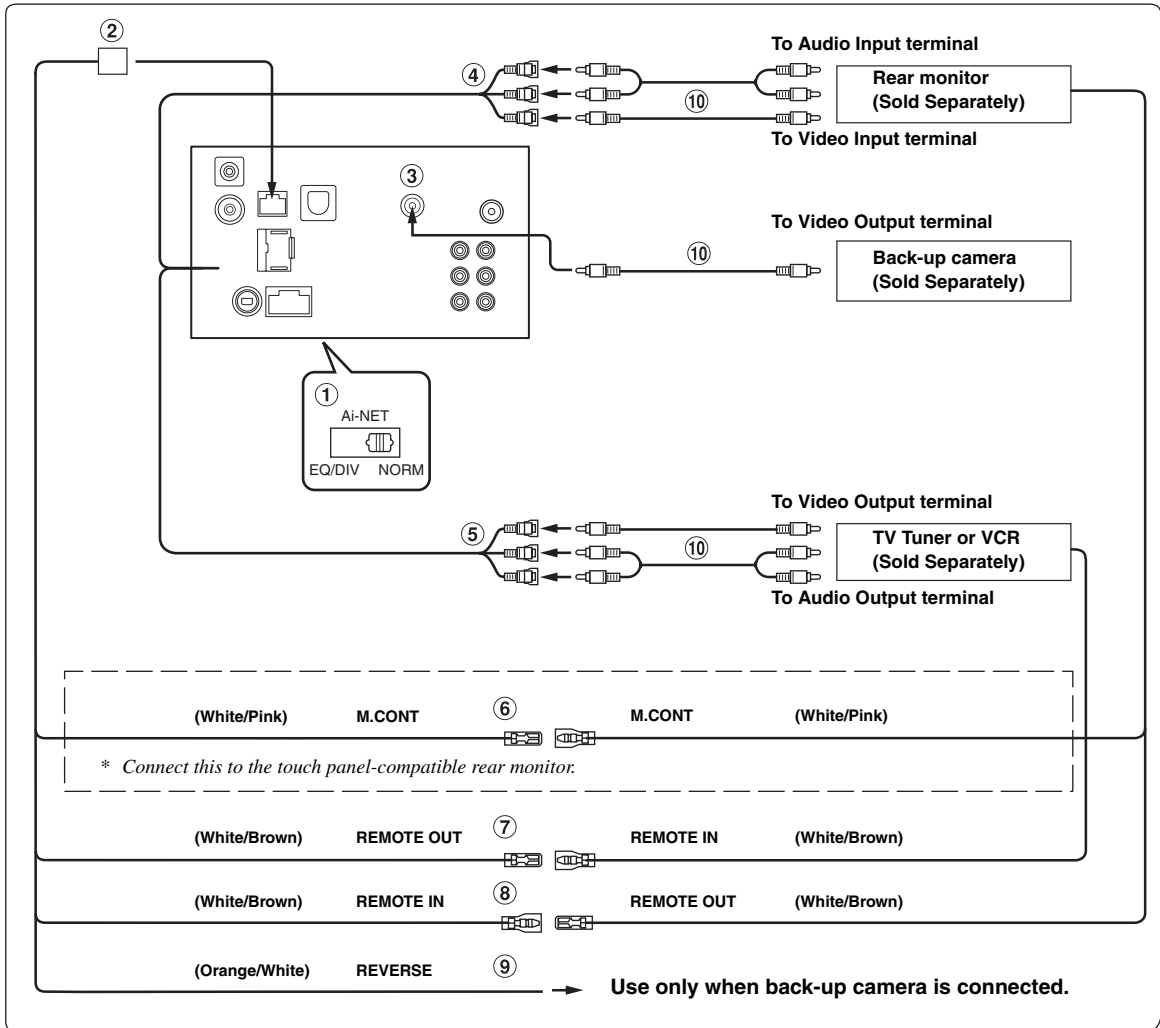 ②
To Audio Input terminal
④
Rear monitor
(Sold Separately)
⑩
To Video Input terminal
③
To Video Output terminal
⑩
Back-up camera
(Sold Separately)
①
Ai-NET
EQ/DIV NORM
To Video Output terminal
⑤
TV Tuner or VCR
(Sold Separately)
⑩
To Audio Output terminal
(White/Pink) M.CONT ⑥ M.CONT (White/Pink)
* Connect this to the touch panel-compatible rear monitor.
(White/Brown) REMOTE OUT ⑦ REMOTE IN (White/Brown)
(White/Brown) REMOTE IN ⑧ REMOTE OUT (White/Brown)
(Orange/White) REVERSE ⑨
Use only when back-up camera is connected.